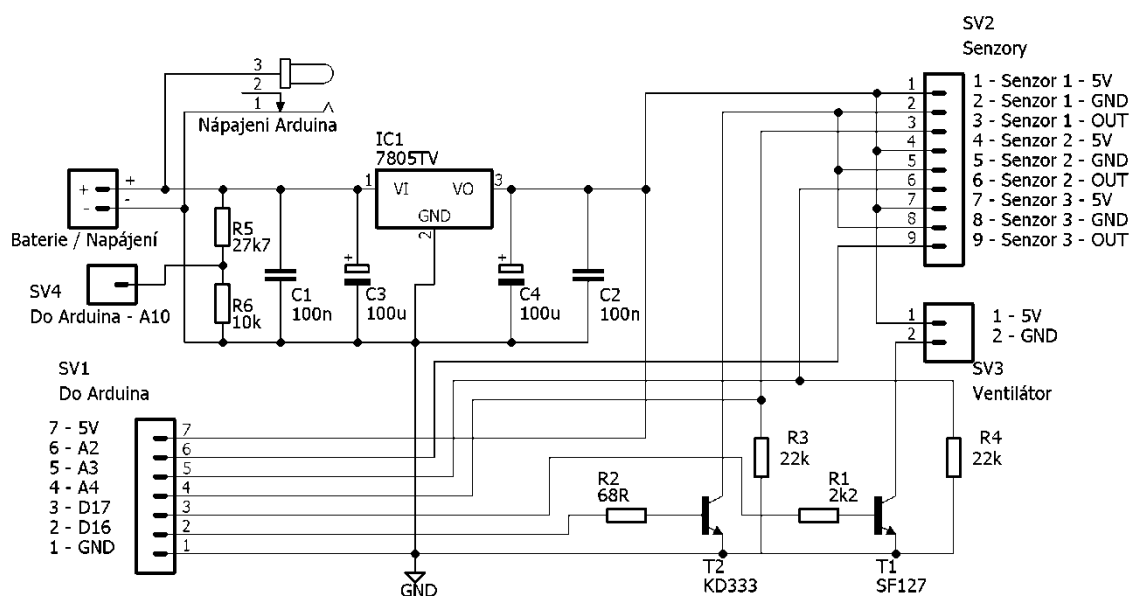 SV2
Senzory
3
2
1
Nápajeni Arduina
IC1
7805TV
1 VI VO 3
GND
2
+ +
- -
Baterie / Napájení
R5
27k7
R6
10k
C1
100n
+
C3
100u
+
C4
100u
C2
100n
SV4
Do Arduina - A10
1 1 - Senzor 1 - 5V
2 2 - Senzor 1 - GND
3 3 - Senzor 1 - OUT
4 4 - Senzor 2 - 5V
5 5 - Senzor 2 - GND
6 6 - Senzor 2 - OUT
7 7 - Senzor 3 - 5V
8 8 - Senzor 3 - GND
9 9 - Senzor 3 - OUT
1 1 - 5V
2 2 - GND
SV3
Ventilátor
SV1
Do Arduina
7 - 5V 7
6 - A2 6
5 - A3 5
4 - A4 4
3 - D17 3
2 - D16 2
1 - GND 1
R2
68R
R3
22k
R1
2k2
R4
22k
T2
KD333
T1
SF127
GND